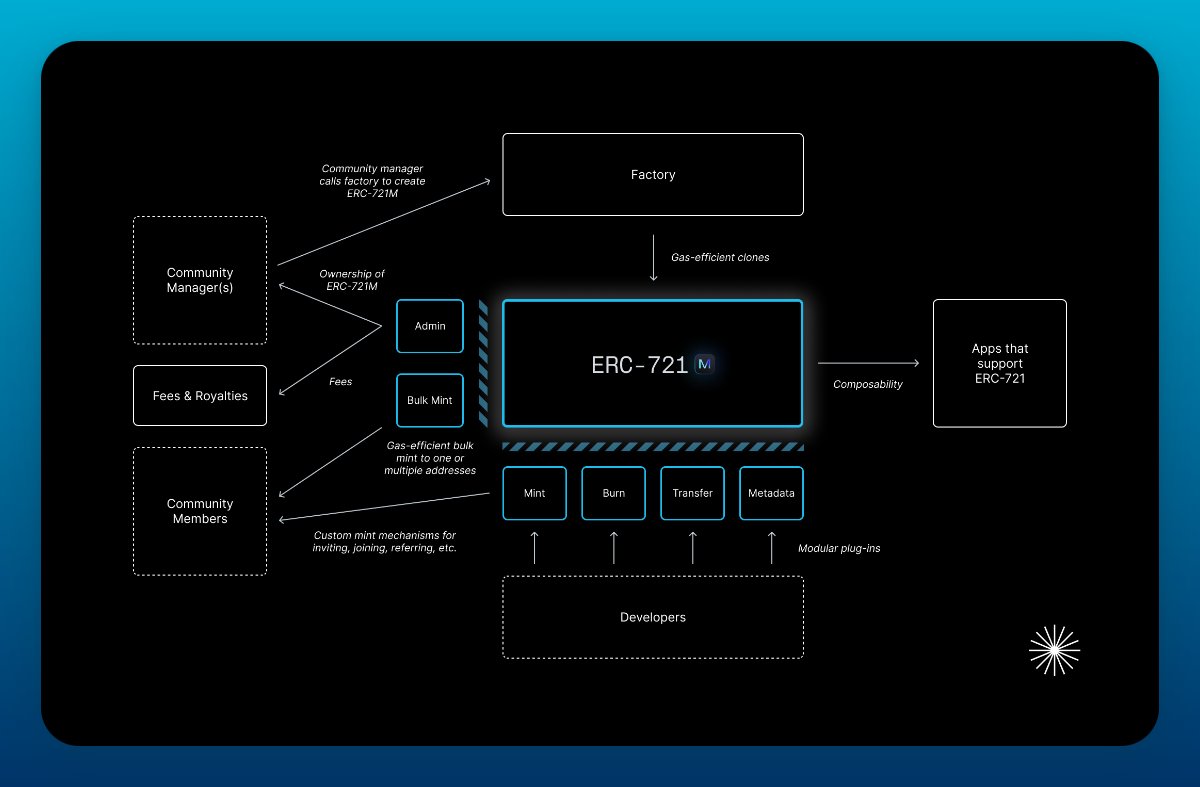 Factory
Community manager
calls factory to create
ERC-721M
Gas-efficient clones
Community
Manager(s)
Ownership of
ERC-721M
Admin
ERC-721 M
Apps that
support
ERC-721
Fees
Composability
Fees & Royalties
Bulk Mint
Gas-efficient bulk
mint to one or
multiple addresses
Community
Members
Mint
Burn
Transfer
Metadata
Custom mint mechanisms for
inviting, joining, referring, etc.
Modular plug-ins
Developers